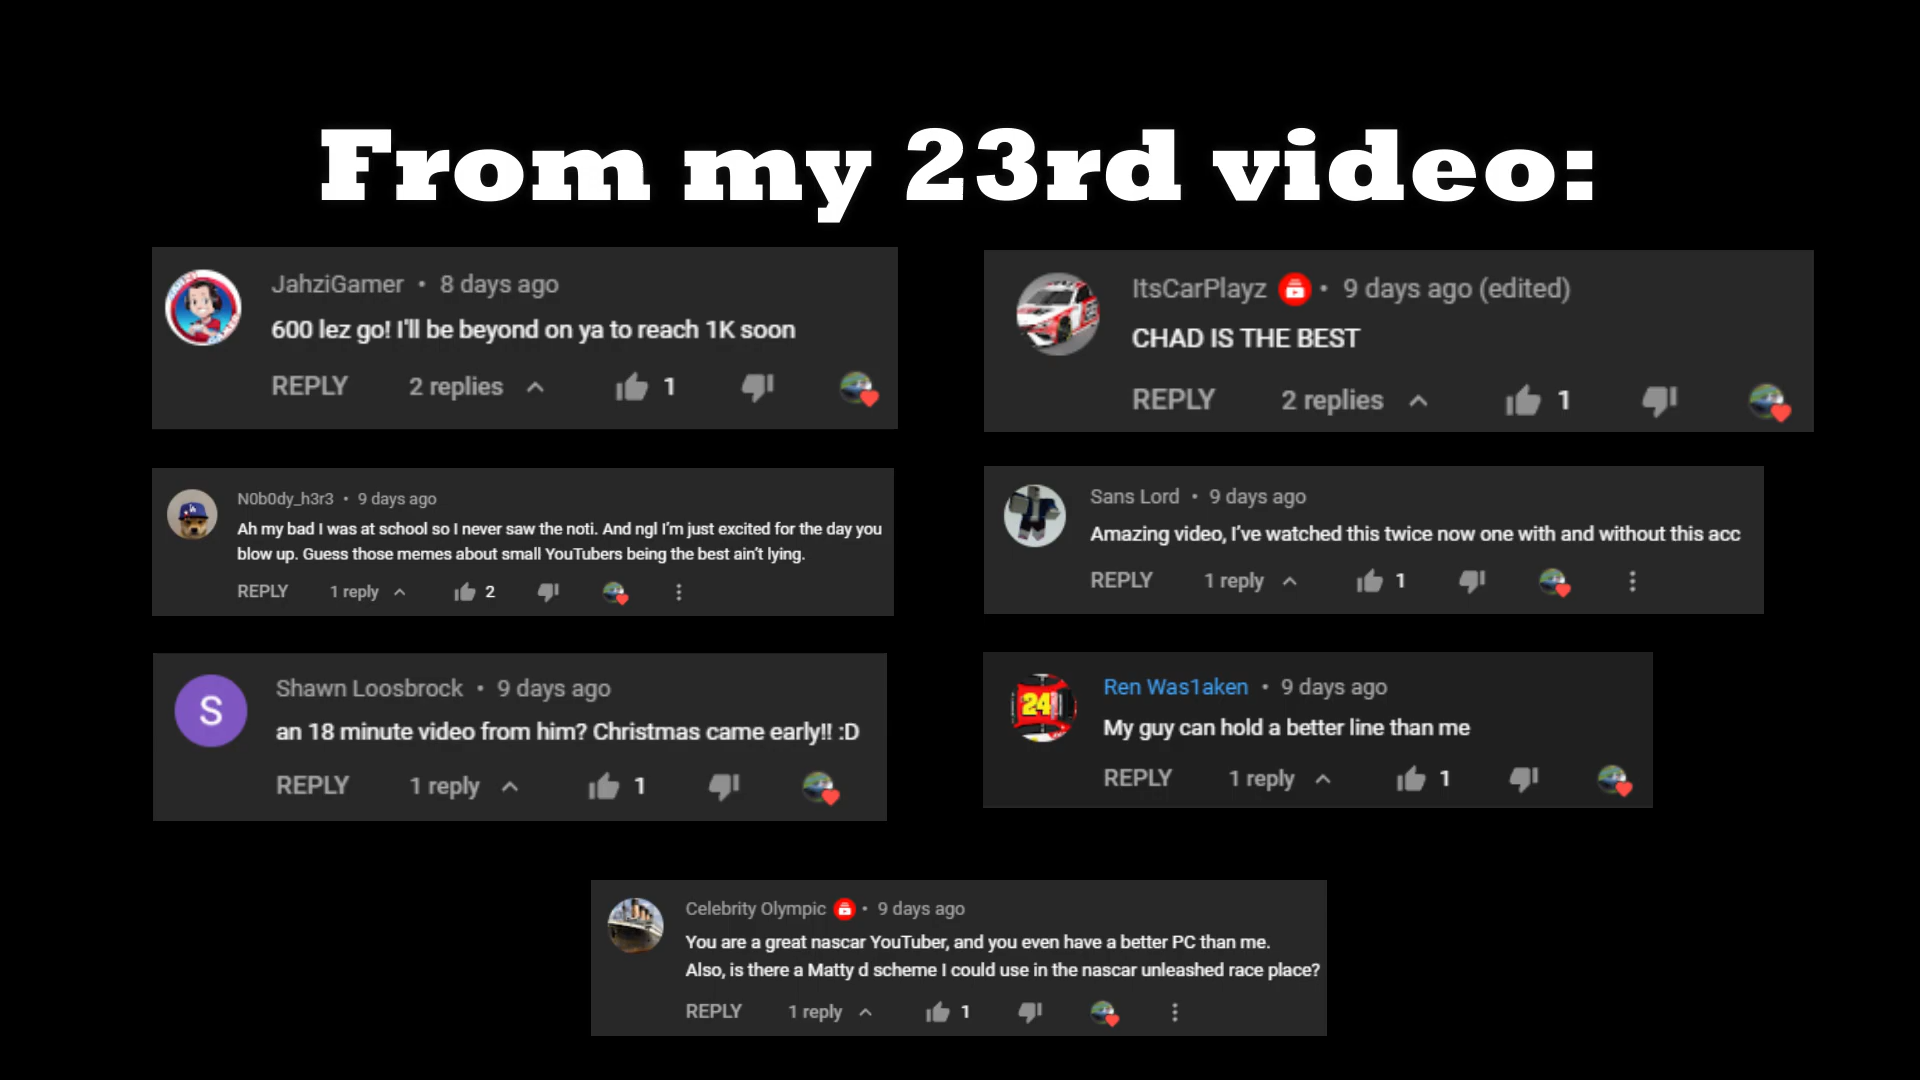 From my 23rd video:
JahziGamer • 8 days ago
600 lez go! I'll be beyond on ya to reach 1K soon
REPLY 2 replies 1
ItsCarPlayz • 9 days ago (edited)
CHAD IS THE BEST
REPLY 2 replies 1
N0b0dy_h3r3 • 9 days ago
Ah my bad I was at school so I never saw the noti. And ngl I'm just excited for the day you
blow up. Guess those memes about small YouTubers being the best ain't lying.
REPLY 1 reply 2
Sans Lord • 9 days ago
Amazing video, I've watched this twice now one with and without this acc
REPLY 1 reply 1
S
Shawn Loosbrock • 9 days ago
an 18 minute video from him? Christmas came early!! :D
REPLY 1 reply 1
24
Ren Was1aken • 9 days ago
My guy can hold a better line than me
REPLY 1 reply 1
Celebrity Olympic • 9 days ago
You are a great nascar YouTuber, and you even have a better PC than me.
Also, is there a Matty d scheme I could use in the nascar unleashed race place?
REPLY 1 reply 1